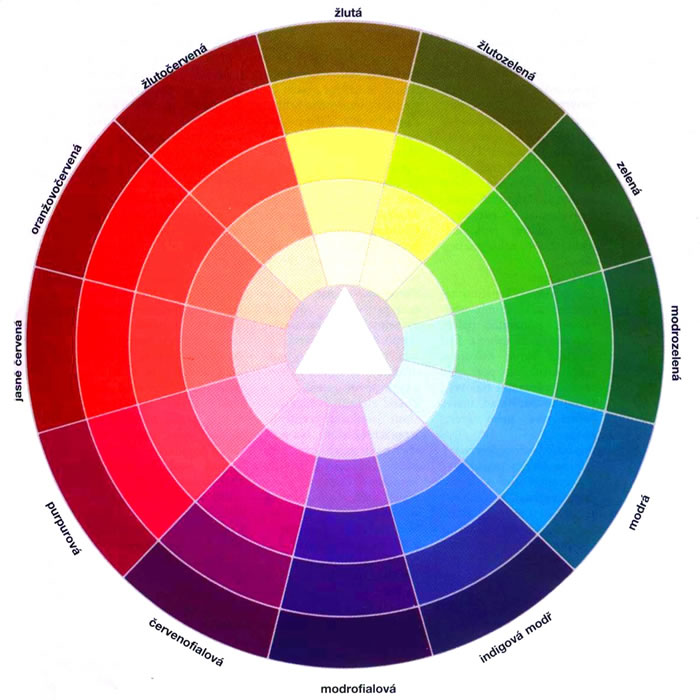 žlutá
žlutozelená
zelená
modrozelená
modrá
indigová modř
modrofialová
červenofialová
purpurová
jasně červená
oranžovočervená
žlutočervená